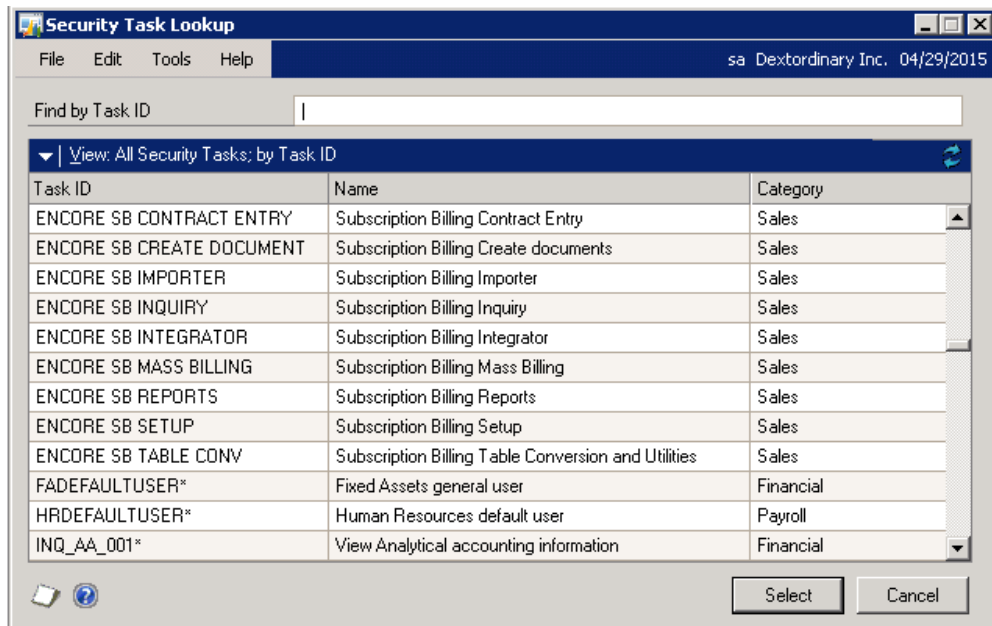 Security Task Lookup
File Edit Tools Help sa Dextordinary Inc. 04/29/2015
Find by Task ID
View: All Security Tasks; by Task ID
Task ID Name Category
ENCORE SB CONTRACT ENTRY Subscription Billing Contract Entry Sales
ENCORE SB CREATE DOCUMENT Subscription Billing Create documents Sales
ENCORE SB IMPORTER Subscription Billing Importer Sales
ENCORE SB INQUIRY Subscription Billing Inquiry Sales
ENCORE SB INTEGRATOR Subscription Billing Integrator Sales
ENCORE SB MASS BILLING Subscription Billing Mass Billing Sales
ENCORE SB REPORTS Subscription Billing Reports Sales
ENCORE SB SETUP Subscription Billing Setup Sales
ENCORE SB TABLE CONV Subscription Billing Table Conversion and Utilities Sales
FADEFAULTUSER* Fixed Assets general user Financial
HRDEFAULTUSER* Human Resources default user Payroll
INQ_AA_001* View Analytical accounting information Financial
Select Cancel